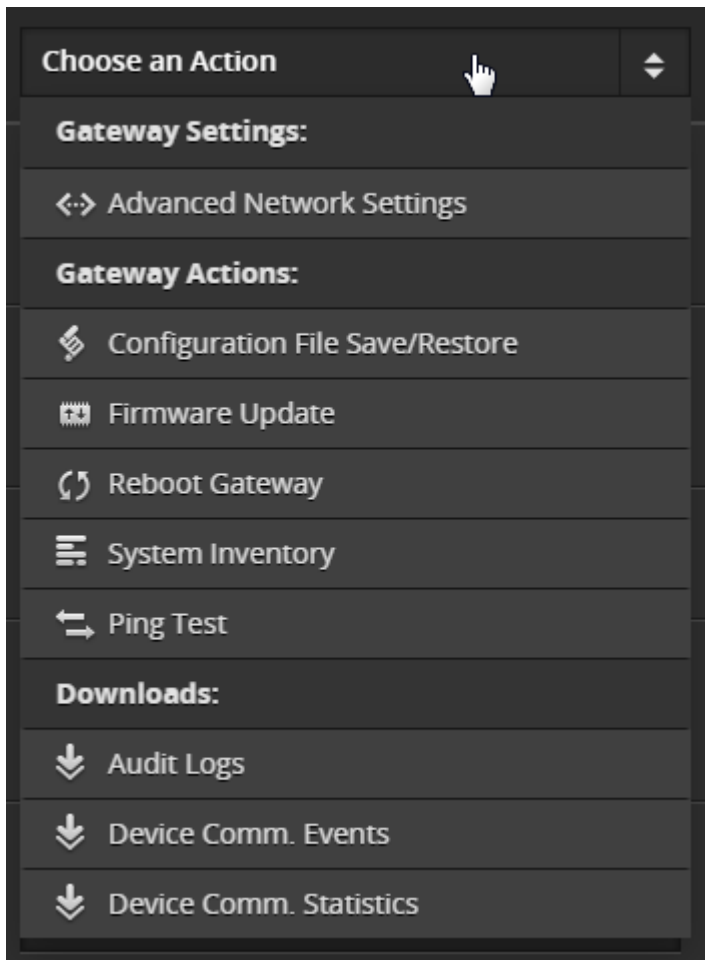 Choose an Action
Gateway Settings:
Advanced Network Settings
Gateway Actions:
Configuration File Save/Restore
Firmware Update
Reboot Gateway
System Inventory
Ping Test
Downloads:
Audit Logs
Device Comm. Events
Device Comm. Statistics